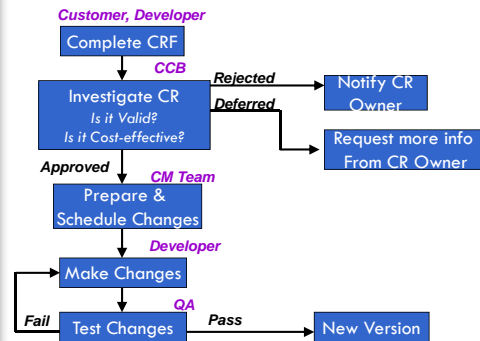 Customer, Developer
Complete CRF
CCB
Investigate CR
Is it Valid?
Is it Cost-effective?
Rejected
Notify CR
Owner
Deferred
Request more info
From CR Owner
Approved
CM Team
Prepare &
Schedule Changes
Developer
Make Changes
QA
Fail
Test Changes
Pass
New Version